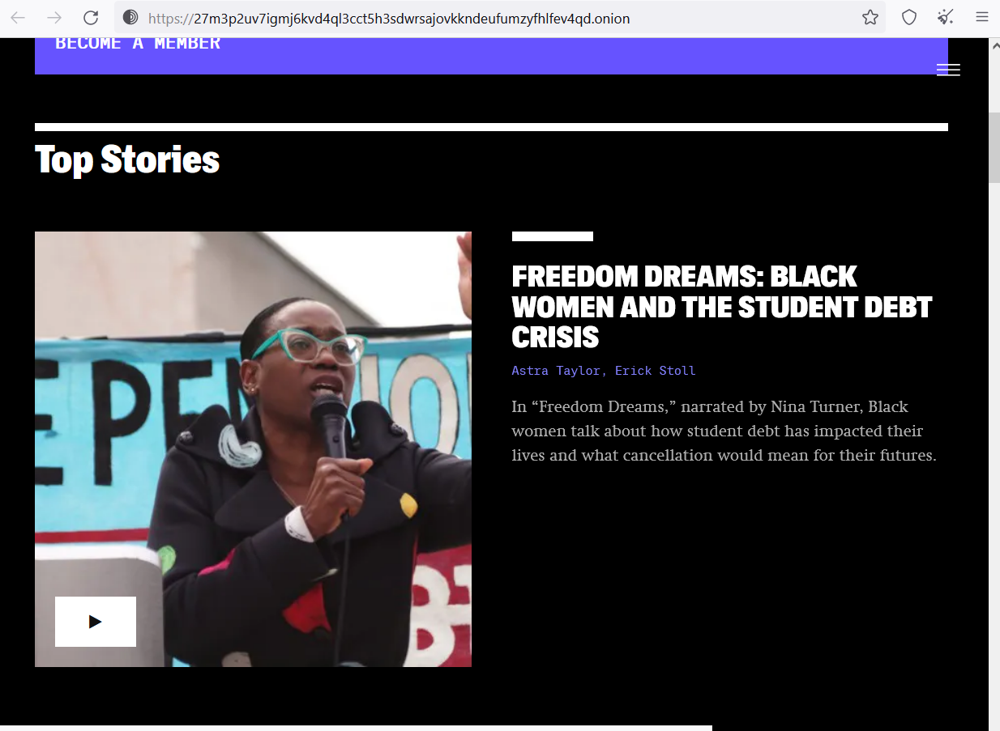 https://27m3p2uv7igmj6kvd4ql3cct5h3sdwrsajovkkndeufumzyfhlfev4qd.onion
BECOME A MEMBER
Top Stories
FREEDOM DREAMS: BLACK
WOMEN AND THE STUDENT DEBT
CRISIS
Astra Taylor, Erick Stoll
In “Freedom Dreams,” narrated by Nina Turner, Black
women talk about how student debt has impacted their
lives and what cancellation would mean for their futures.